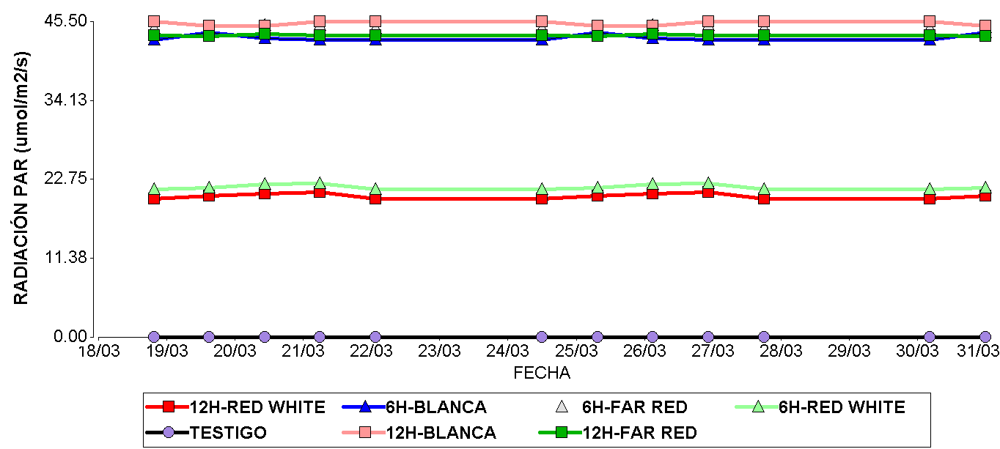 RADIACIÓN PAR (umol/m2/s)
45.50
34.13
22.75
11.38
0.00
18/03 19/03 20/03 21/03 22/03 23/03 24/03 25/03 26/03 27/03 28/03 29/03 30/03 31/03
FECHA
12H-RED WHITE 6H-BLANCA 6H-FAR RED 6H-RED WHITE
TESTIGO 12H-BLANCA 12H-FAR RED